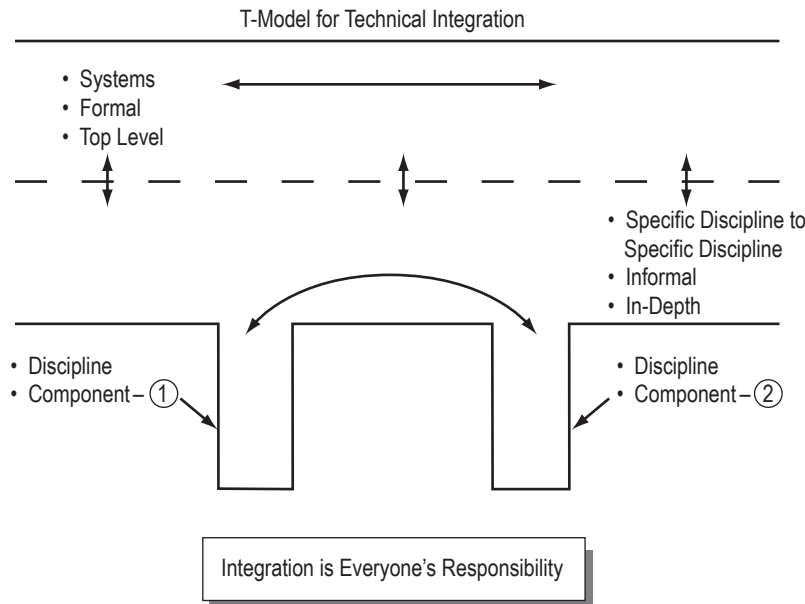 T-Model for Technical Integration
• Systems
• Formal
• Top Level
• Specific Discipline to
Specific Discipline
• Informal
• In-Depth
• Discipline
• Component – 1
• Discipline
• Component – 2
Integration is Everyone’s Responsibility